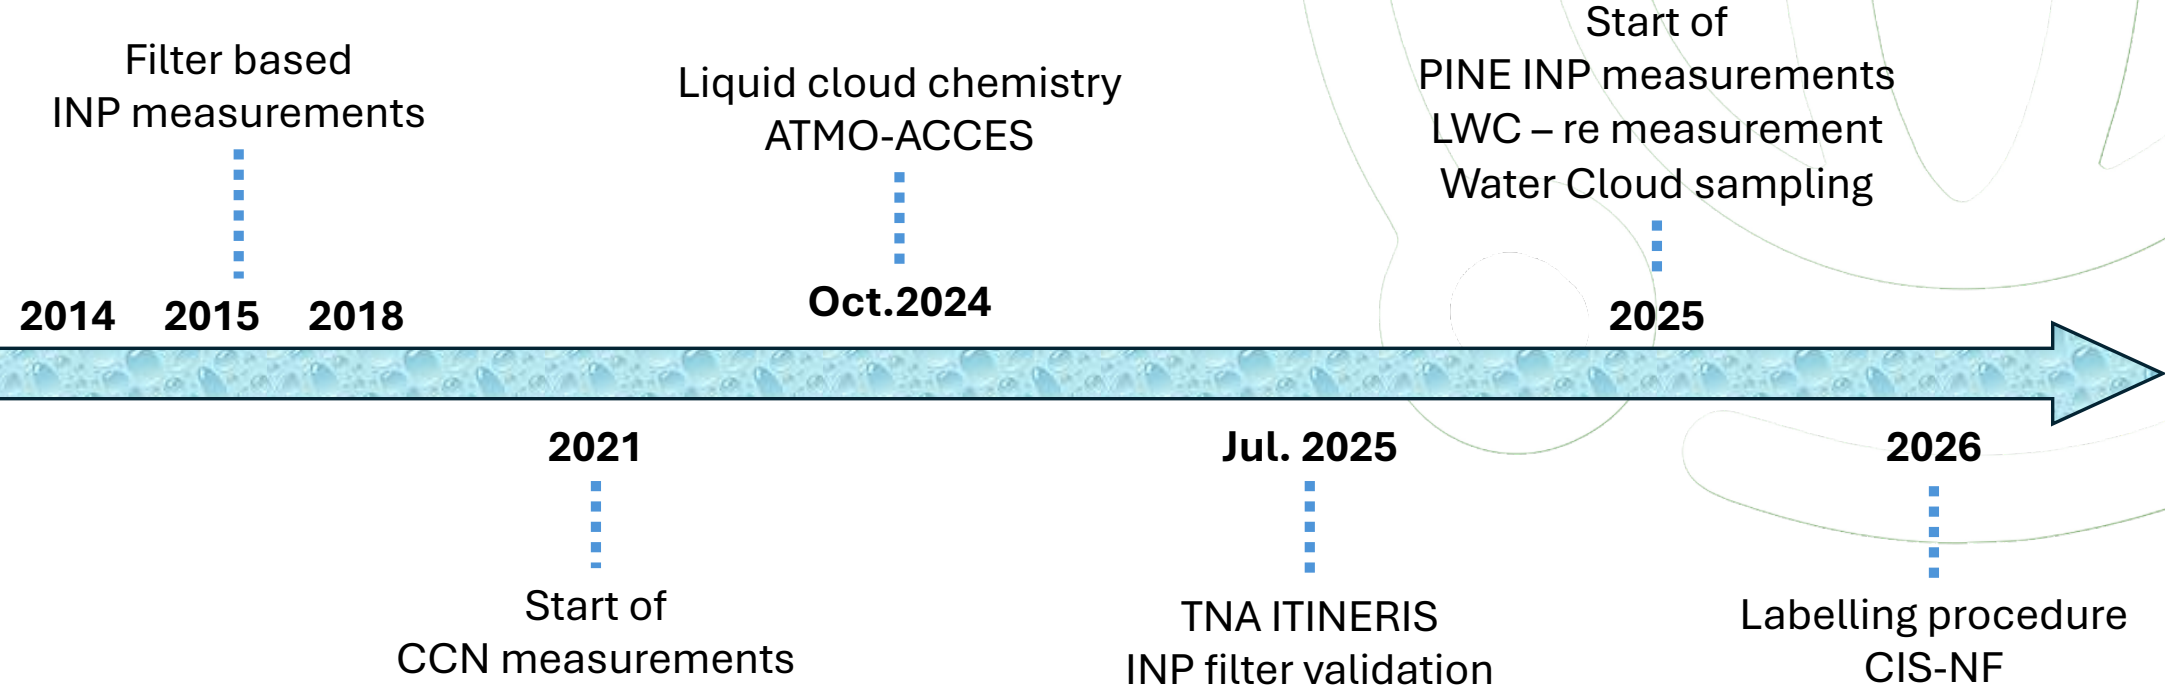 Filter based
INP measurements
2014 2015 2018
Liquid cloud chemistry
ATMO-ACCES
Oct.2024
Start of
PINE INP measurements
LWC – re measurement
Water Cloud sampling
2025
2021
Start of
CCN measurements
Jul. 2025
TNA ITINERIS
INP filter validation
2026
Labelling procedure
CIS-NF